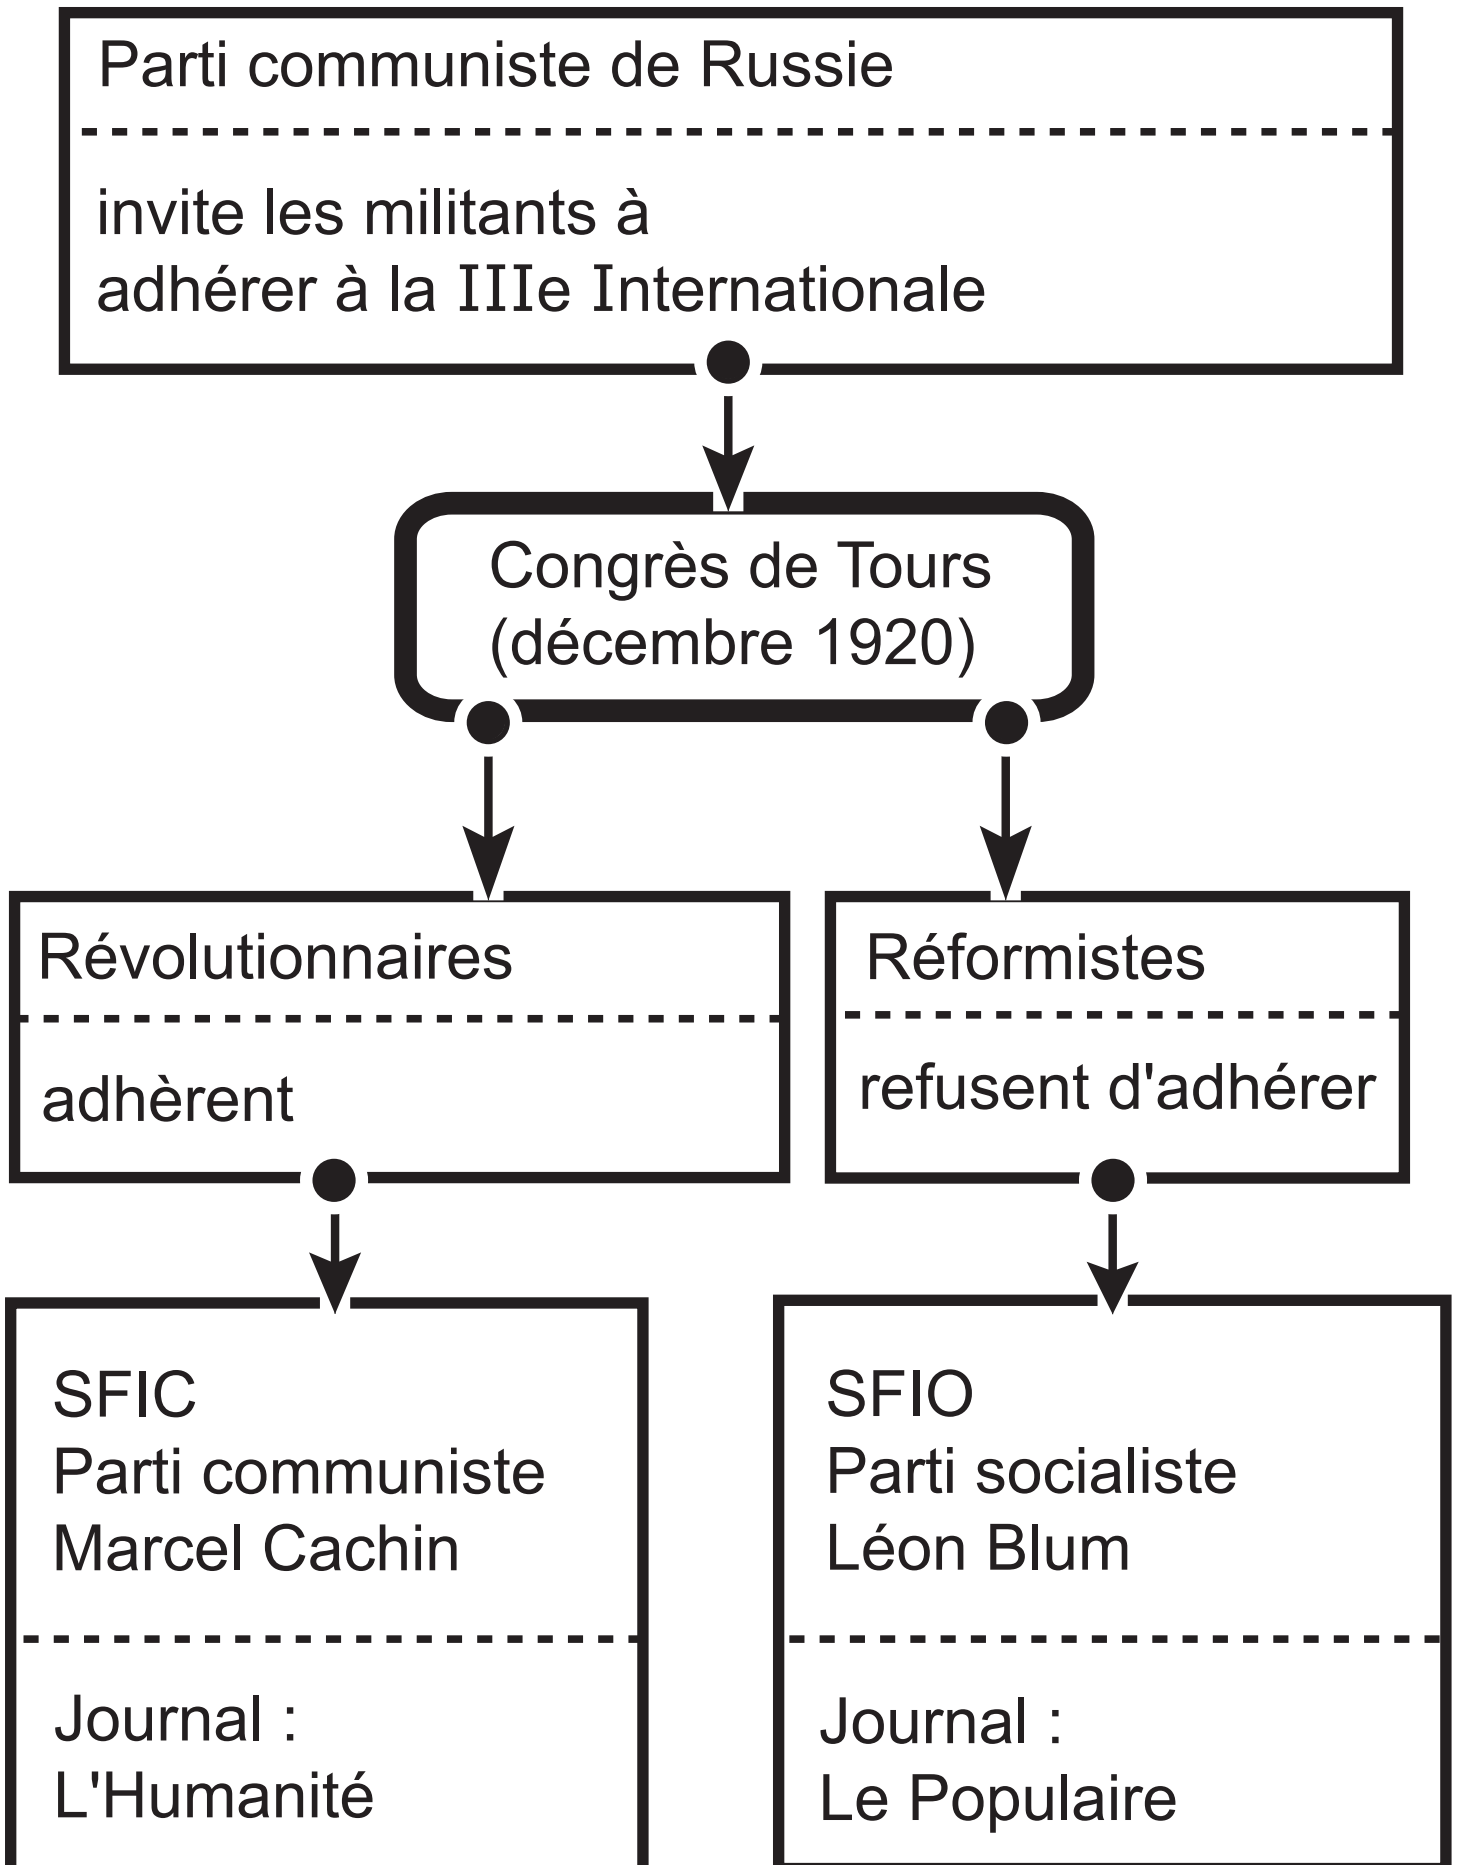 Parti communiste de Russie
invite les militants à
adhérer à la IIIe Internationale
Congrès de Tours
(décembre 1920)
Révolutionnaires
adhèrent
Réformistes
refusent d'adhérer
SFIC
Parti communiste
Marcel Cachin
Journal :
L'Humanité
SFIO
Parti socialiste
Léon Blum
Journal :
Le Populaire